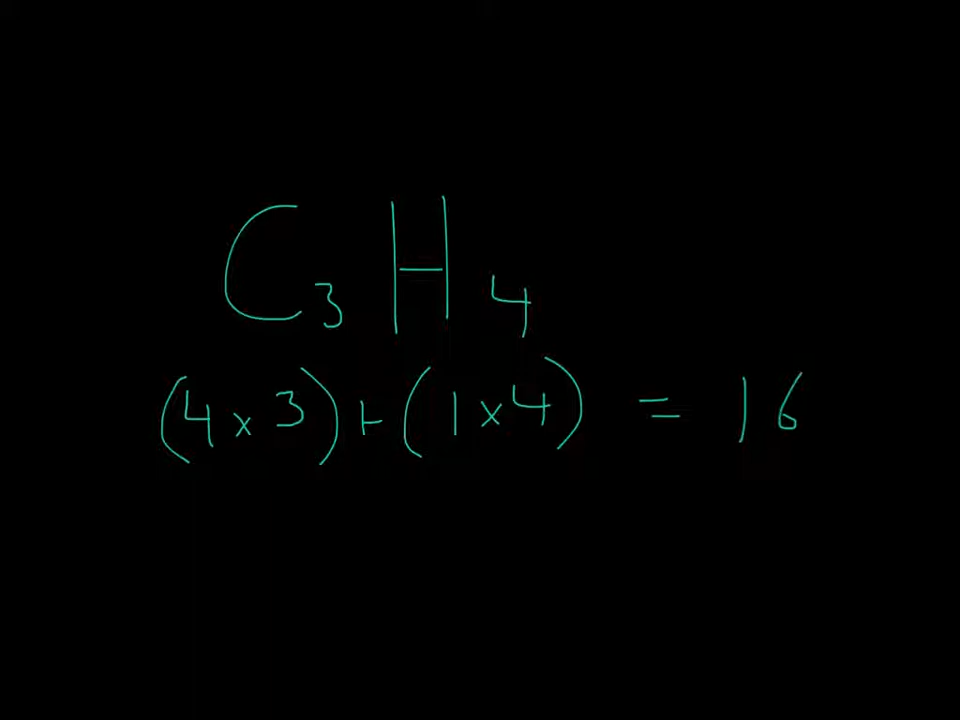 C₃H₄
(4x3)+(1x4) = 16